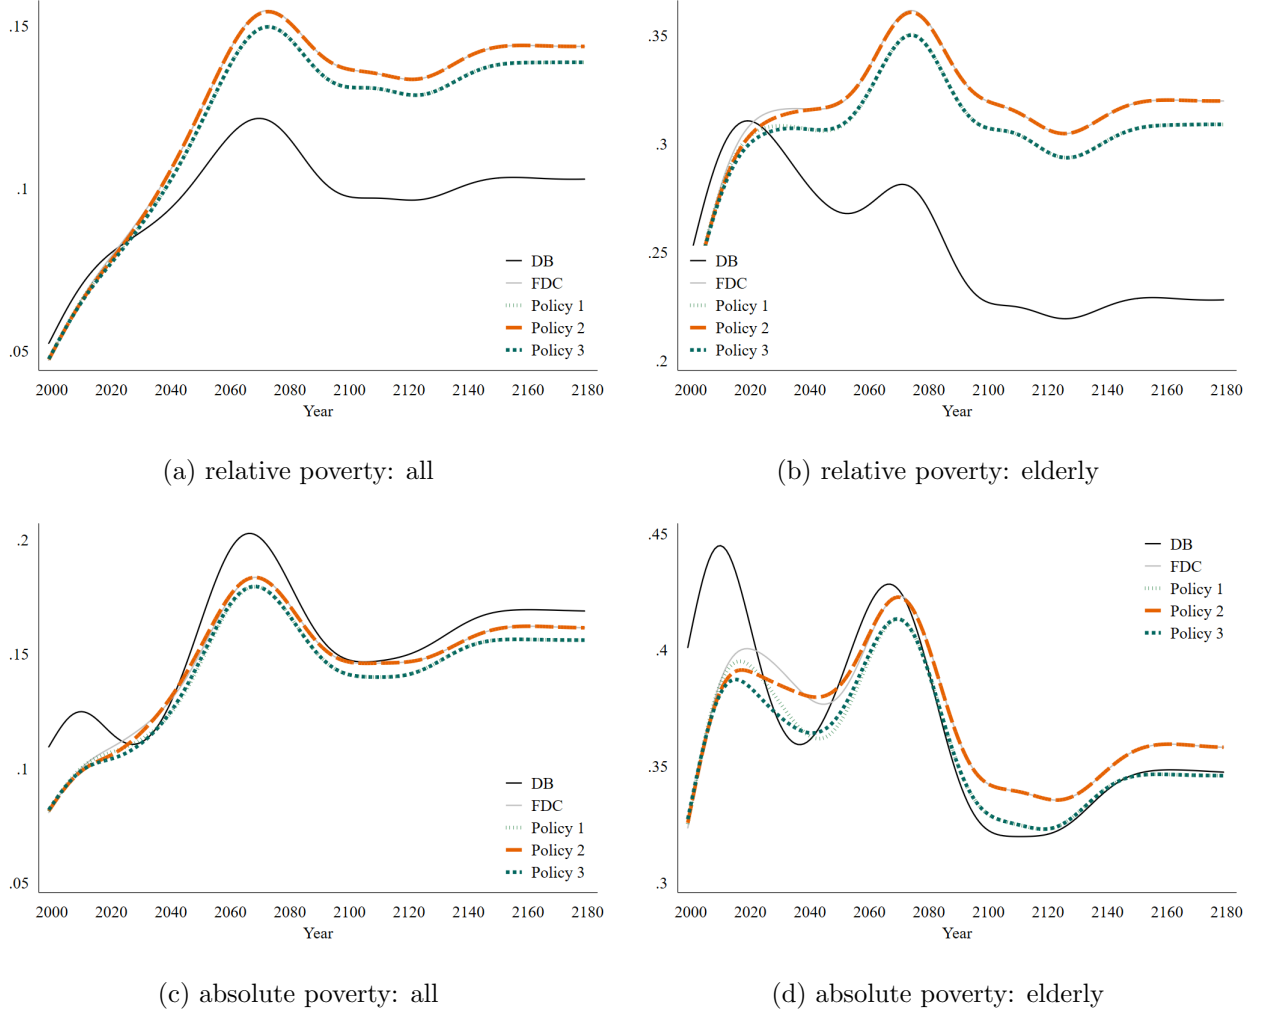 .15
.1
.05
DB
FDC
Policy 1
Policy 2
Policy 3
2000 2020 2040 2060 2080 2100 2120 2140 2160 2180
Year
(a) relative poverty: all
.35
.3
.25
.2
DB
FDC
Policy 1
Policy 2
Policy 3
2000 2020 2040 2060 2080 2100 2120 2140 2160 2180
Year
(b) relative poverty: elderly
.2
.15
.1
.05
DB
FDC
Policy 1
Policy 2
Policy 3
2000 2020 2040 2060 2080 2100 2120 2140 2160 2180
Year
(c) absolute poverty: all
.45
.4
.35
.3
DB
FDC
Policy 1
Policy 2
Policy 3
2000 2020 2040 2060 2080 2100 2120 2140 2160 2180
Year
(d) absolute poverty: elderly